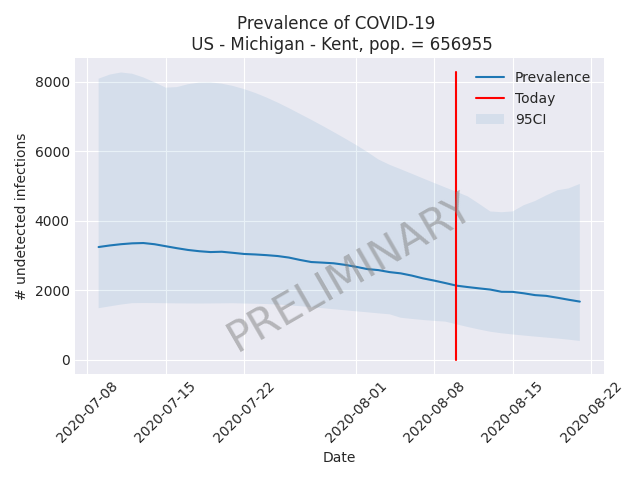 Prevalence of COVID-19
US - Michigan - Kent, pop. = 656955
Prevalence
Today
95CI
8000
6000
4000
2000
0
# undetected infections
PRELIMINARY
2020-07-08
2020-07-15
2020-07-22
2020-08-01
2020-08-08
2020-08-15
2020-08-22
Date